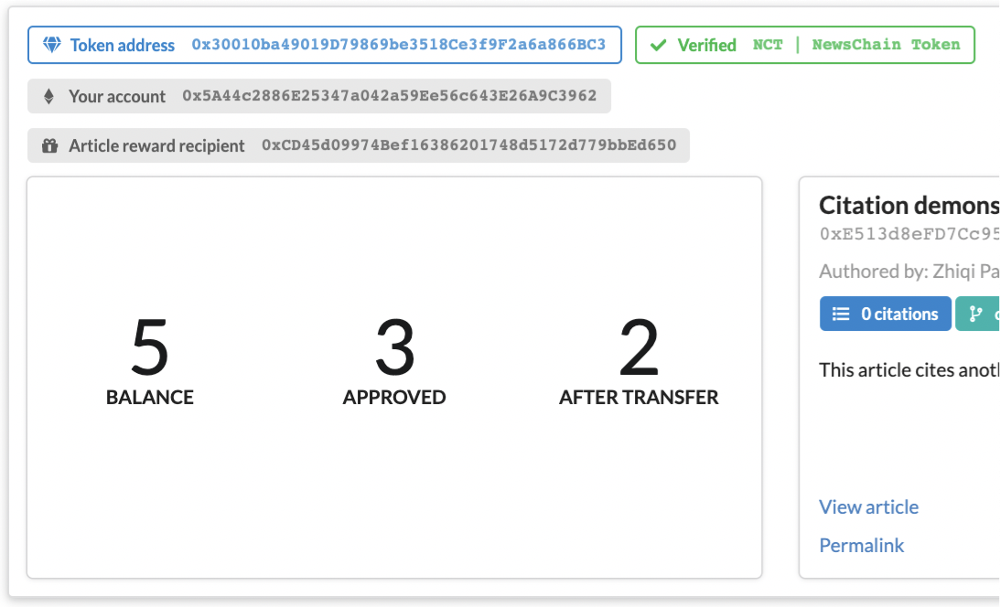 Token address 0x30010ba49019D79869be3518Ce3f9F2a6a866BC3
Verified NCT | NewsChain Token
Your account 0x5A44c2886E25347a042a59Ee56c643E26A9C3962
Article reward recipient 0xCD45d09974Bef16386201748d5172d779bbEd650
5
BALANCE
3
APPROVED
2
AFTER TRANSFER
Citation demons
0xE513d8eFD7Cc95
Authored by: Zhiqi Pa
0 citations
This article cites anoth
View article
Permalink